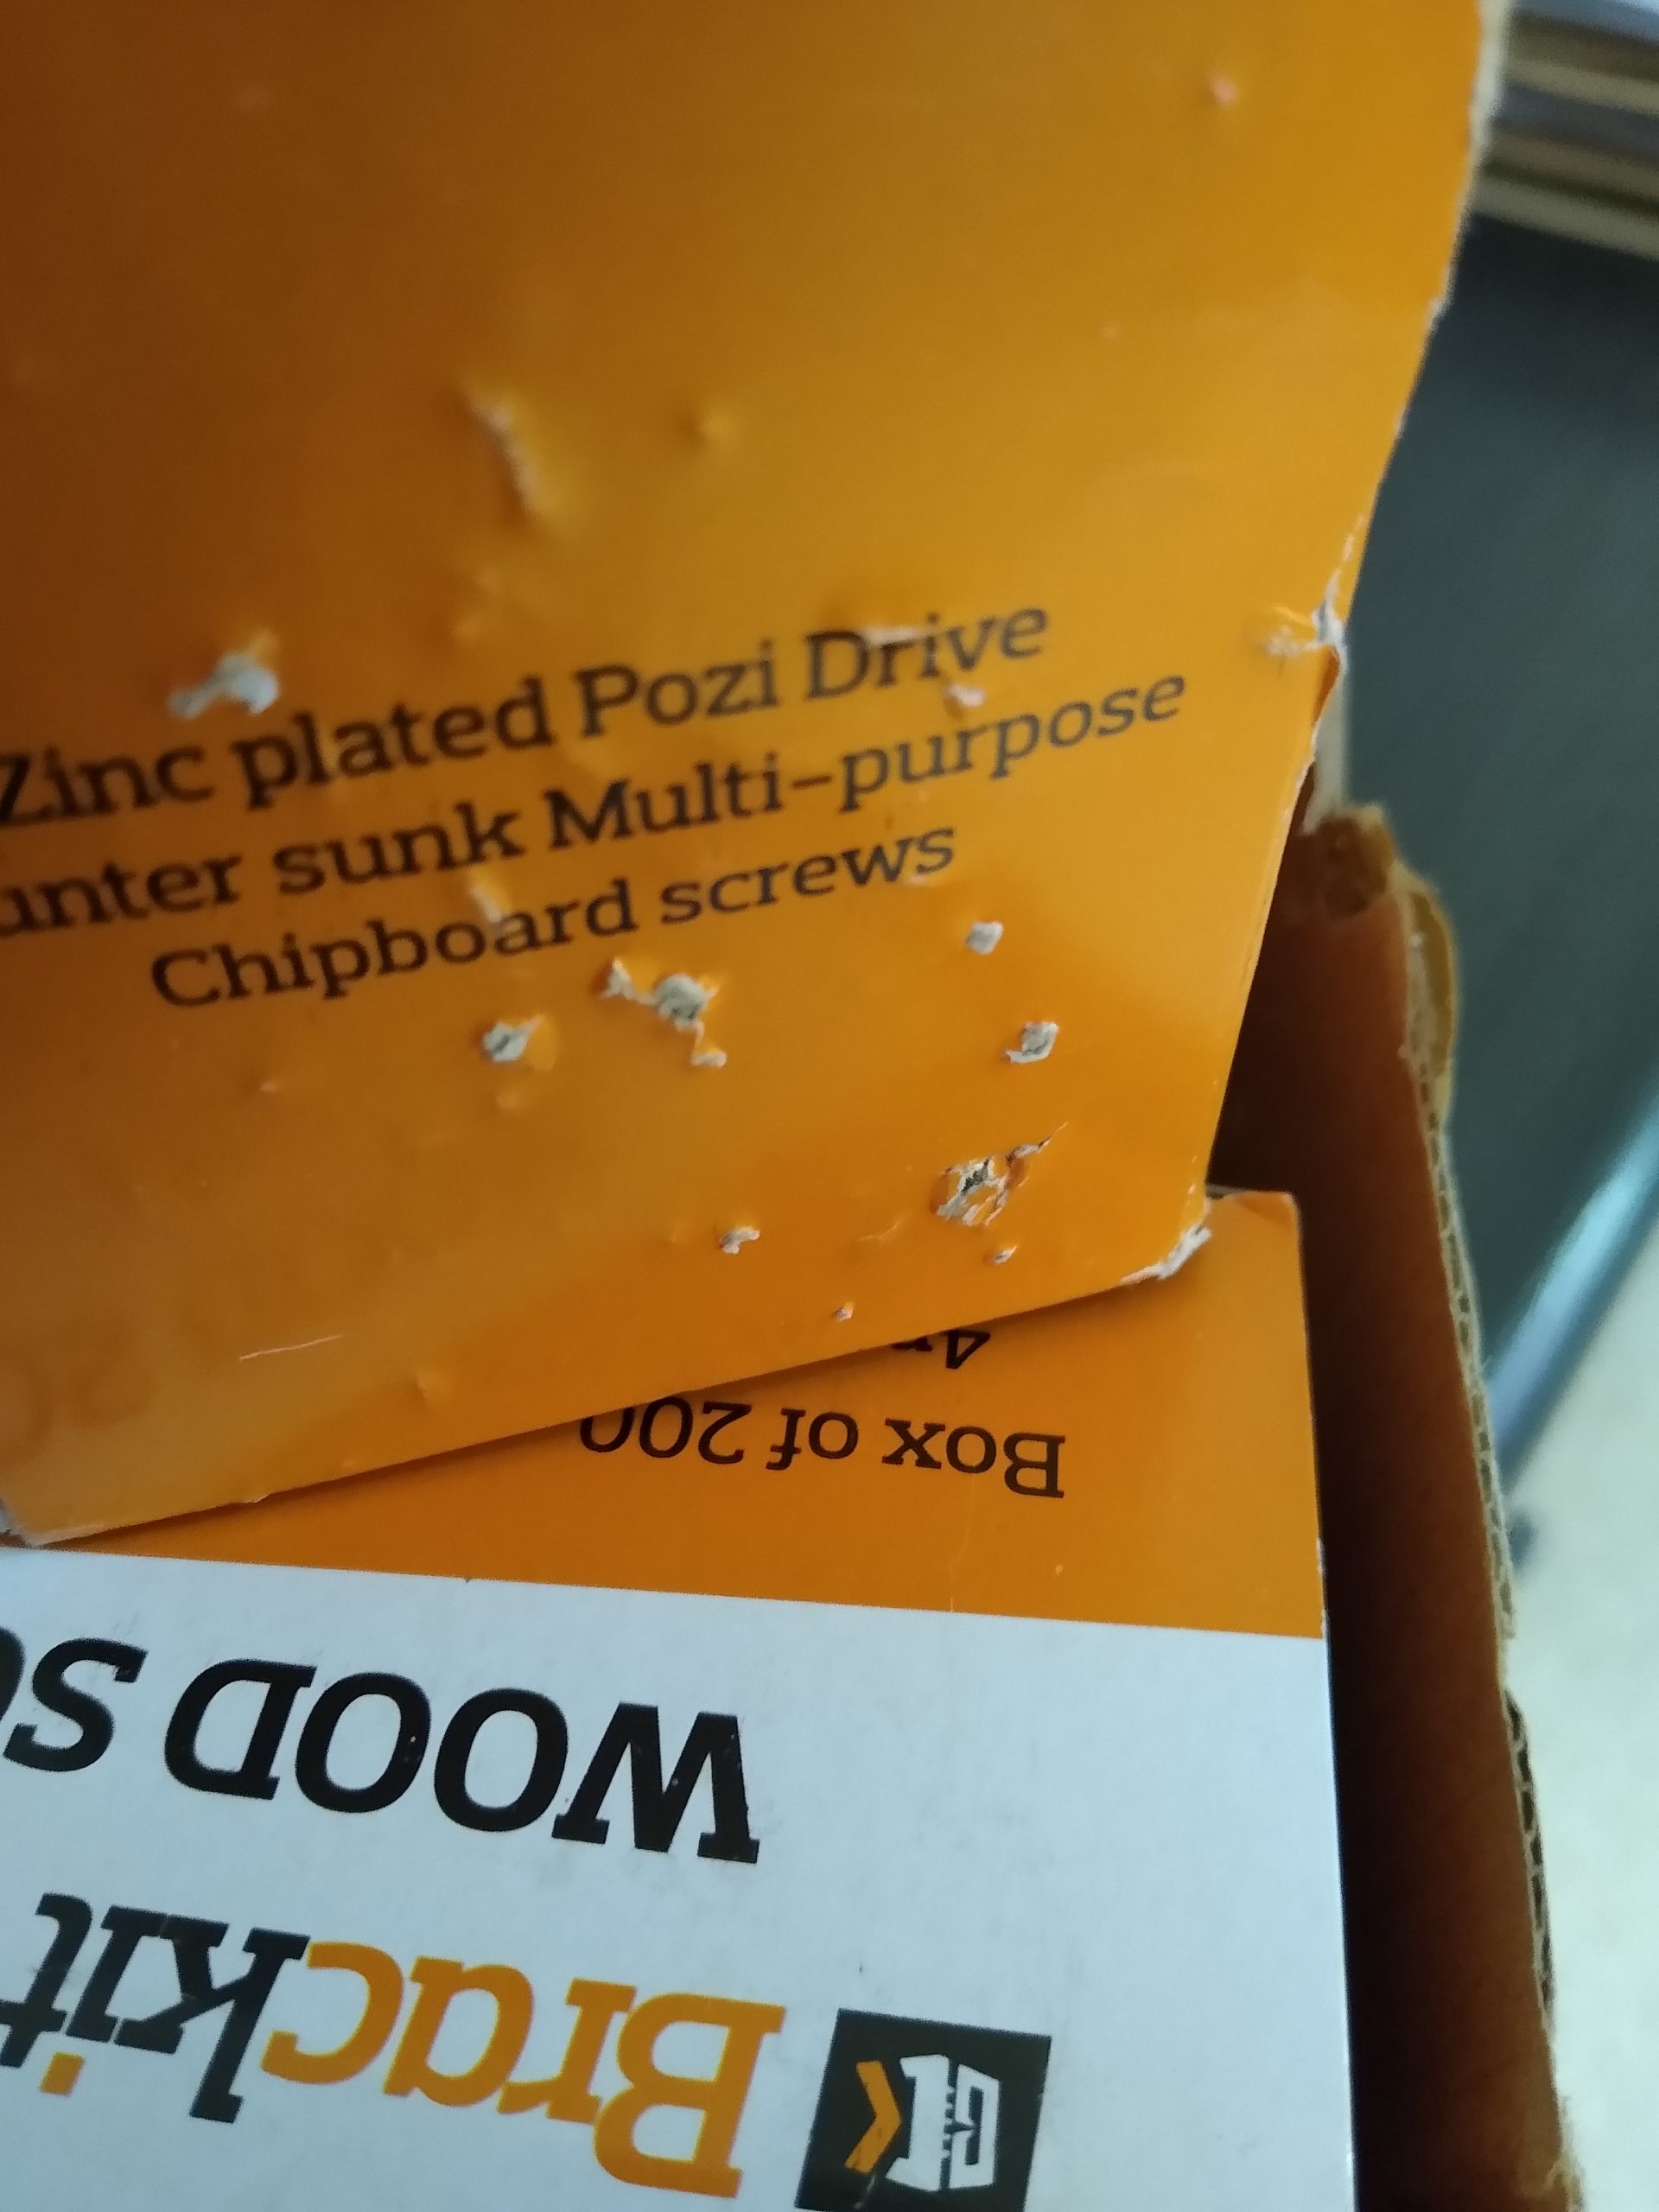 Zinc plated Pozi Drive
unter sunk Multi-purpose
Chipboard screws
Box of 200
WOOD
Brackit